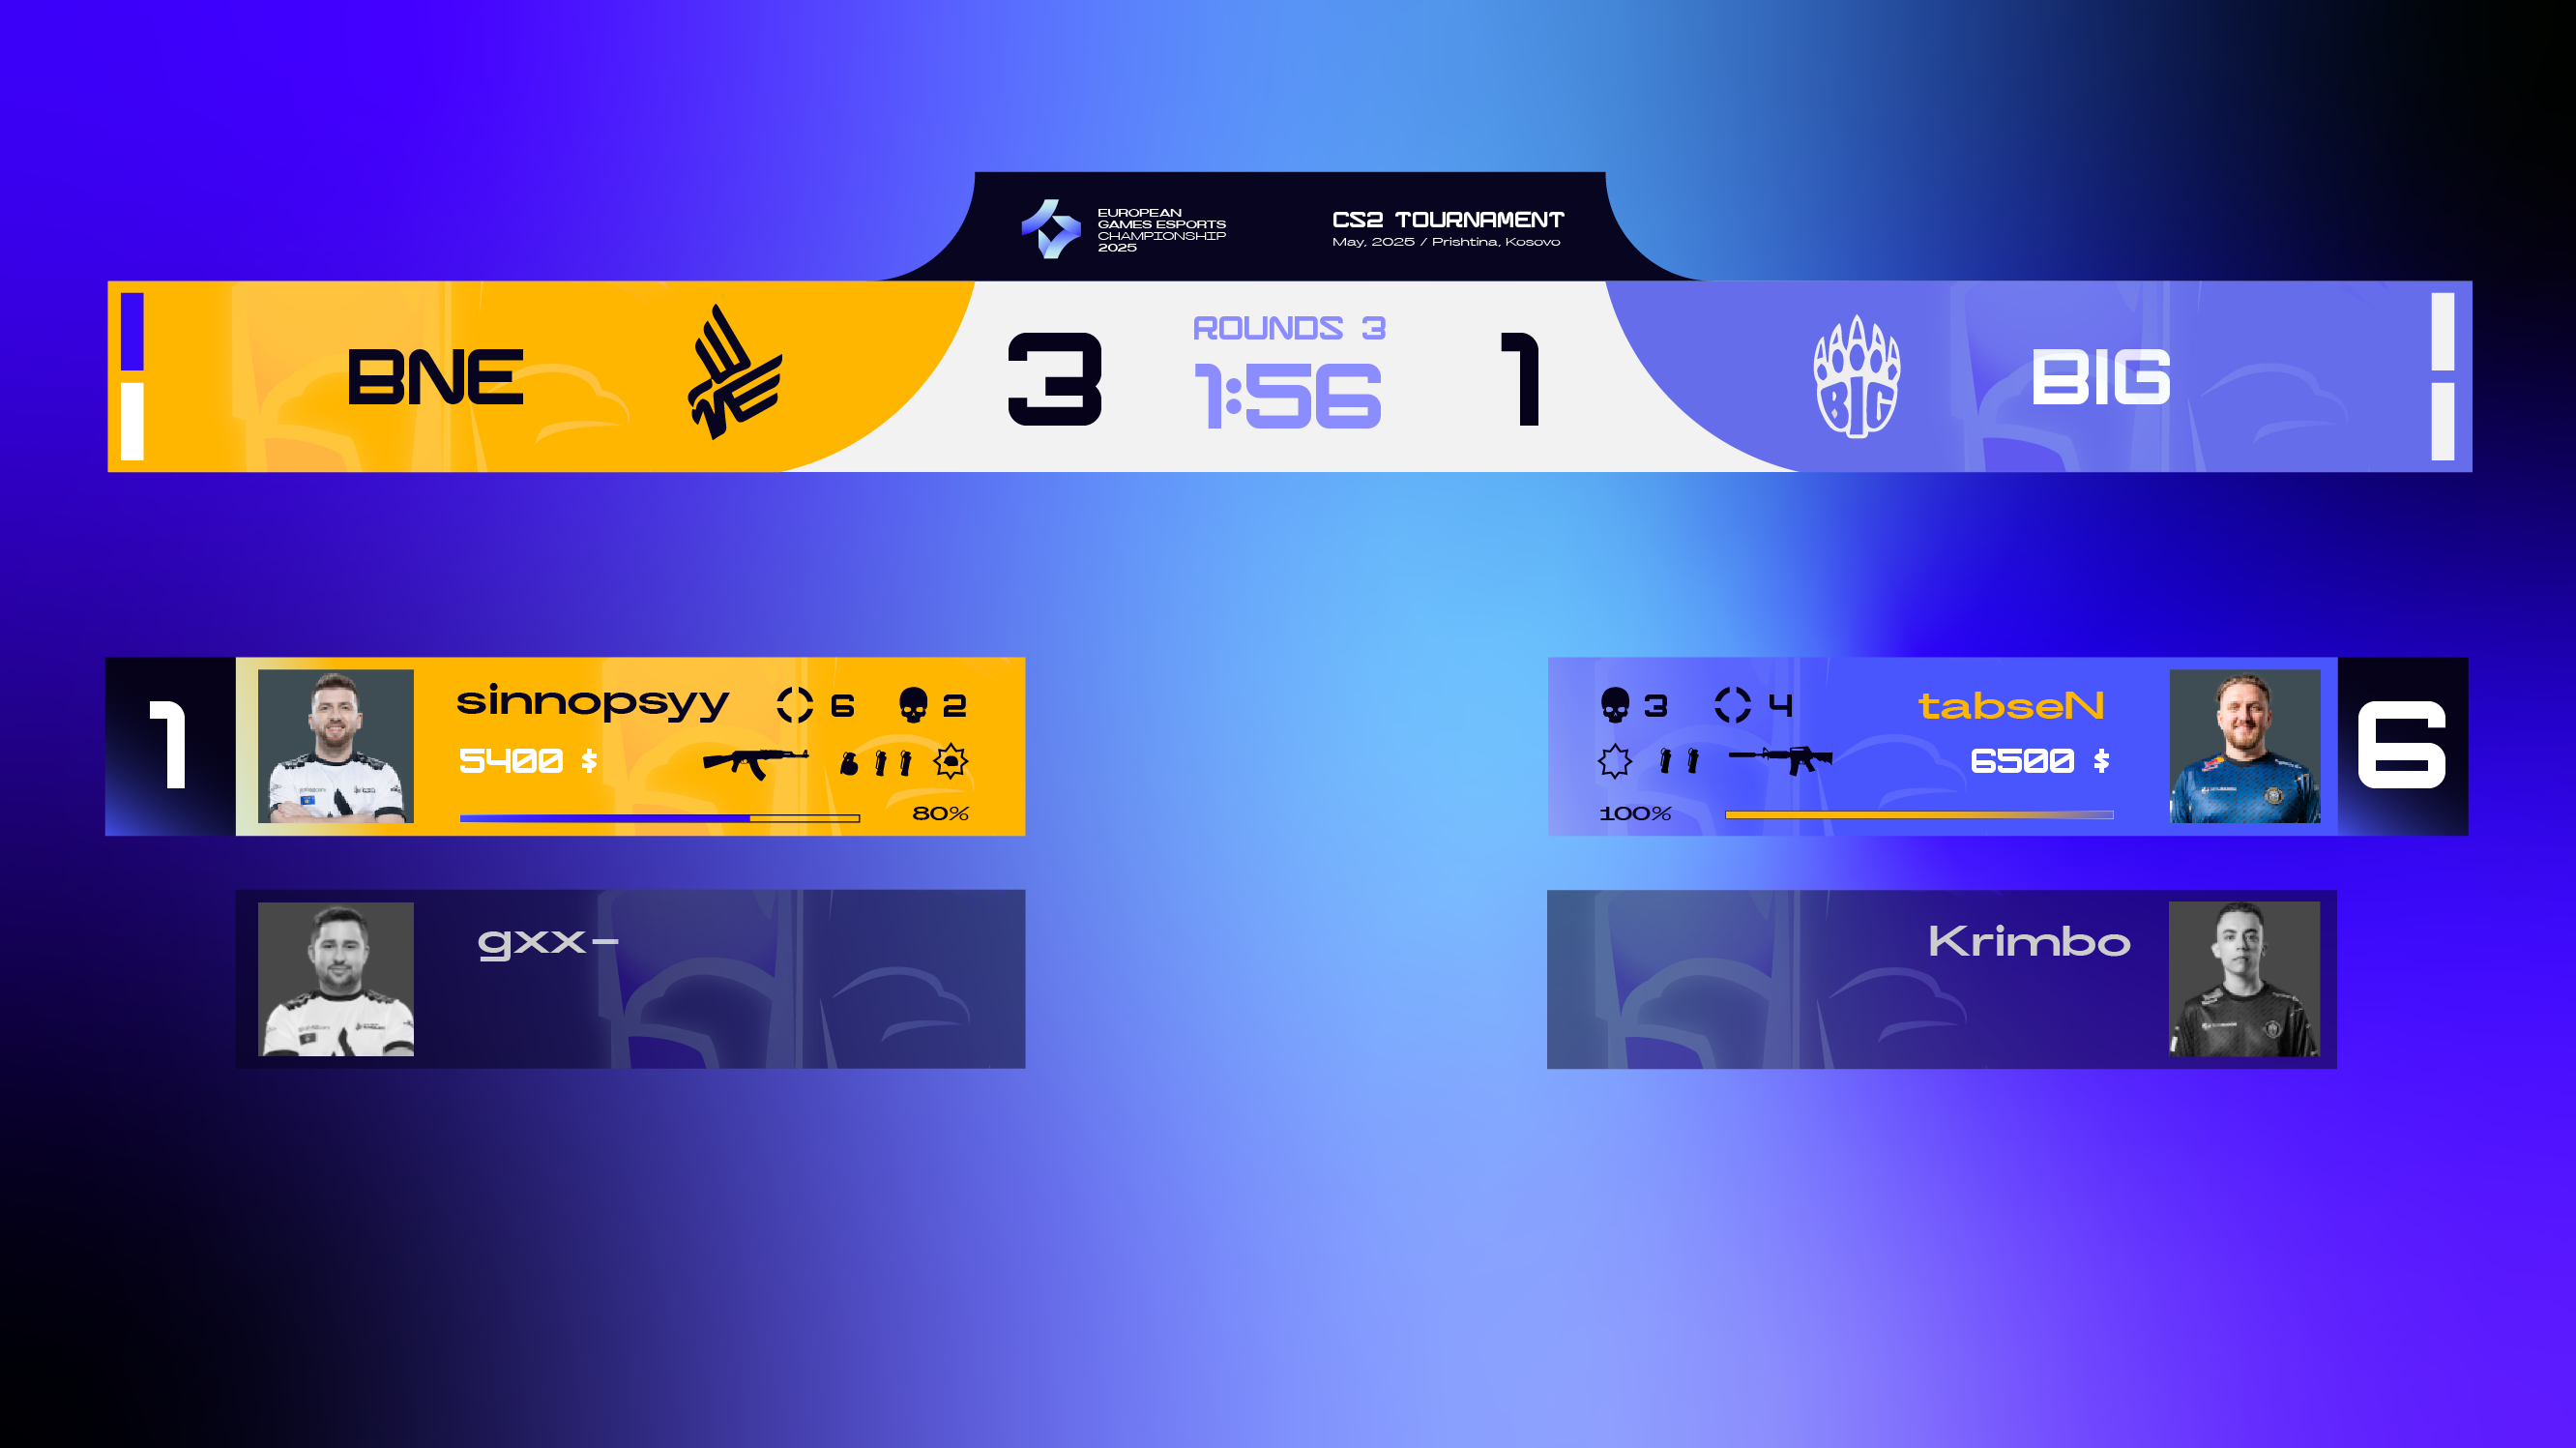 EUROPEAN
GAMES ESPORTS
CHAMPIONSHIP
2025
CS2 TOURNAMENT
May, 2025 / Prishtina, Kosovo
BNE
3
ROUNDS 3
1:56
1
BIG
BIG
1
sinnopsyy
6
2
5400 $
80%
3
4
tabseN
6500 $
100%
6
gxx-
Krimbo